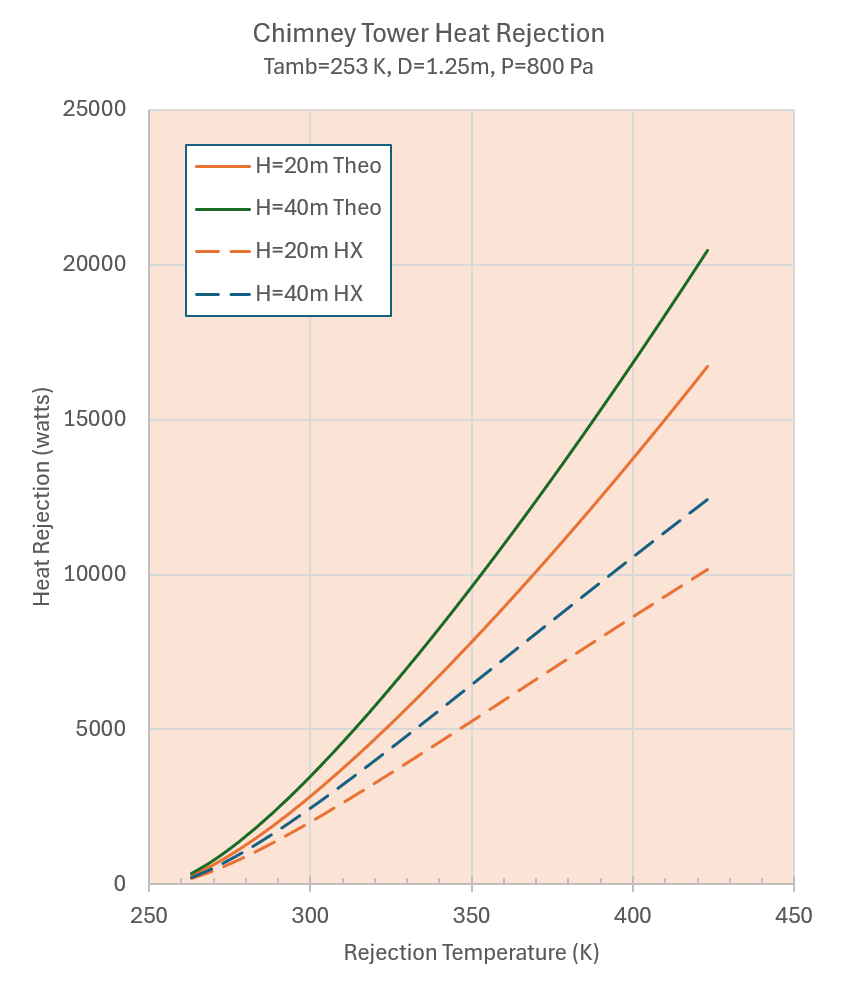 Chimney Tower Heat Rejection
Tamb=253 K, D=1.25m, P=800 Pa
25000
20000
15000
10000
5000
0
H=20m Theo
H=40m Theo
H=20m HX
H=40m HX
Heat Rejection (watts)
250 300 350 400 450
Rejection Temperature (K)